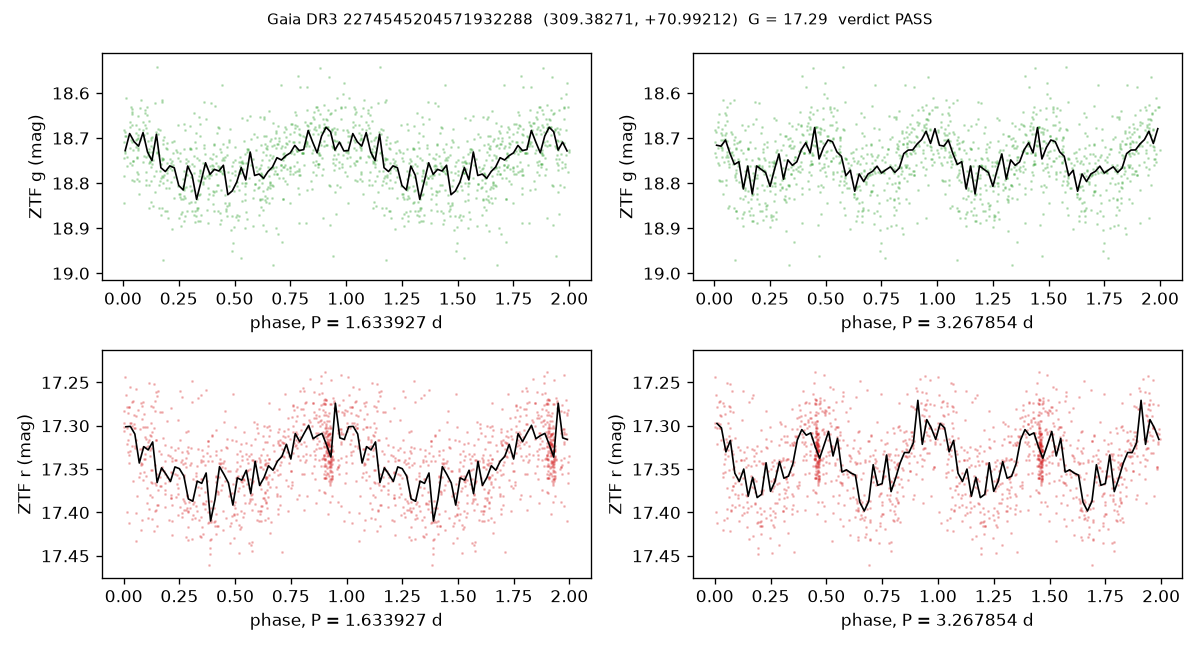 Gaia DR3 2274545204571932288 (309.38271, +70.99212) G = 17.29 verdict PASS
ZTF g (mag)
18.6
18.7
18.8
18.9
19.0
0.00 0.25 0.50 0.75 1.00 1.25 1.50 1.75 2.00
phase, P = 1.633927 d
ZTF g (mag)
18.6
18.7
18.8
18.9
19.0
0.00 0.25 0.50 0.75 1.00 1.25 1.50 1.75 2.00
phase, P = 3.267854 d
ZTF r (mag)
17.25
17.30
17.35
17.40
17.45
0.00 0.25 0.50 0.75 1.00 1.25 1.50 1.75 2.00
phase, P = 1.633927 d
ZTF r (mag)
17.25
17.30
17.35
17.40
17.45
0.00 0.25 0.50 0.75 1.00 1.25 1.50 1.75 2.00
phase, P = 3.267854 d